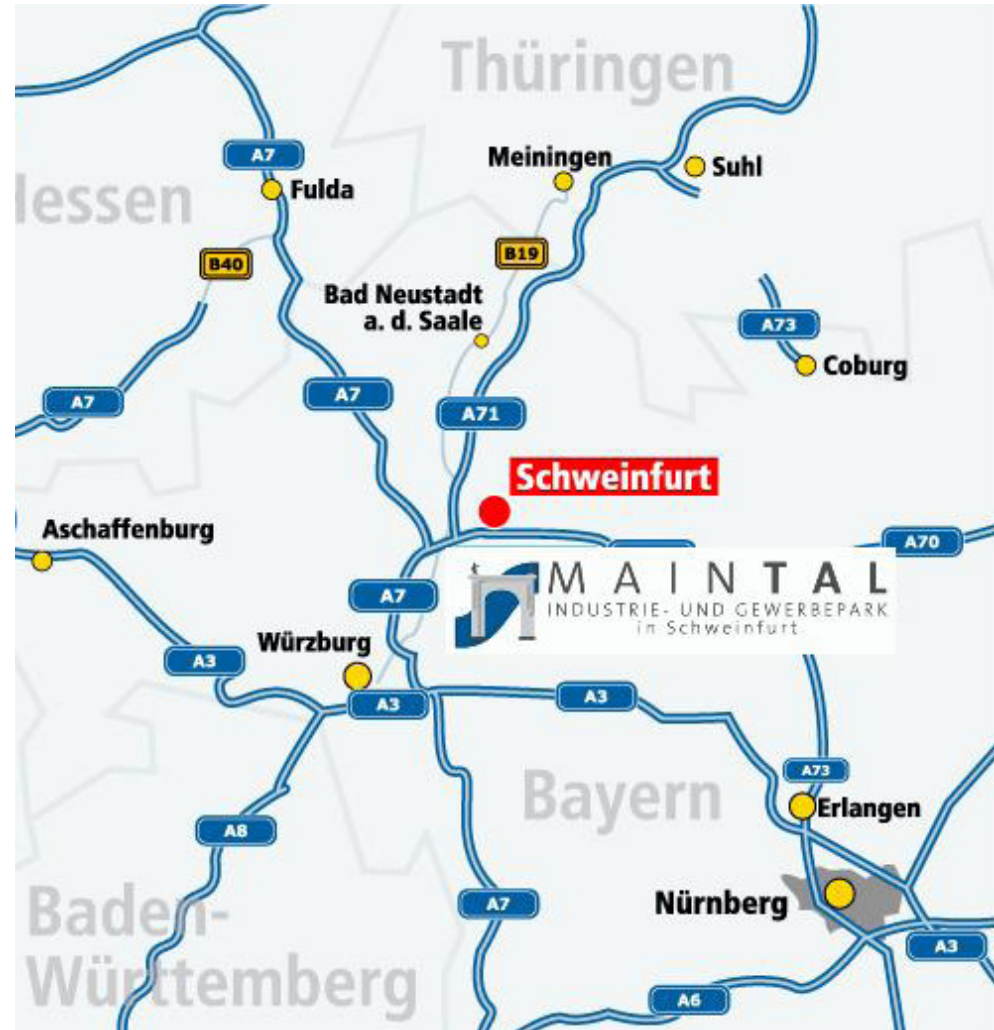 Thüringen
A7
Meiningen
Suhl
Fulda
lessen
B40
B19
Bad Neustadt
a. d. Saale
A73
Coburg
A7
A7
A71
Schweinfurt
Aschaffenburg
A70
MAINTAL
INDUSTRIE- UND GEWERBEPARK
in Schweinfurt
A7
Würzburg
A3
A3
A3
A73
Bayern
Erlangen
A8
Nürnberg
A7
Baden-
Württemberg
A3
A6